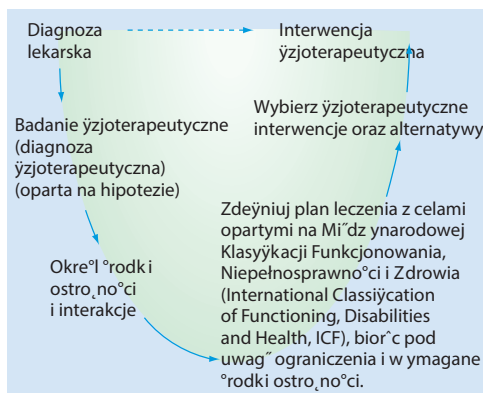 Diagnoza
lekarska
Interwencja
ÿzjoterapeutyczna
Badanie ÿzjoterapeutyczne
(diagnoza
ÿzjoterapeutyczna)
(oparta na hipotezie)
Wybierz ÿzjoterapeutyczne
interwencje oraz alternatywy
Okre°l °rodki
ostro¸no°ci
i interakcje
Zdeÿniuj plan leczenia z celami
opartymi na Mi˝dz ynarodowej
Klasyÿkacji Funkcjonowania,
Niepełnosprawno°ci i Zdrowia
(International Classiÿcation
of Functioning, Disabilities
and Health, ICF), biorˆc pod
uwag˝ ograniczenia i w ymagane
°rodki ostro¸no°ci.